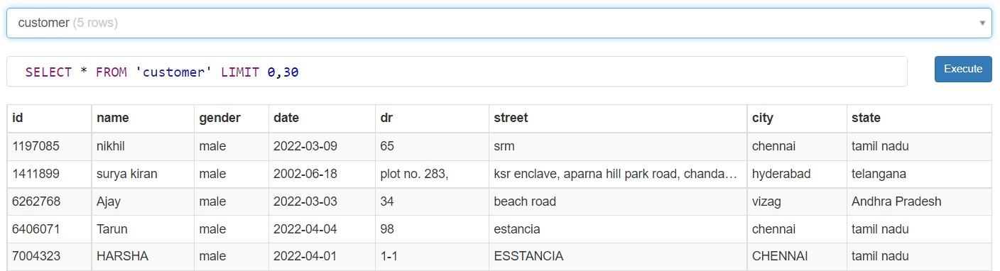 customer (5 rows)
SELECT * FROM 'customer' LIMIT 0,30
Execute
id name gender date dr street city state
1197085 nikhil male 2022-03-09 65 srm chennai tamil nadu
1411899 surya kiran male 2002-06-18 plot no. 283, ksr enclave, aparna hill park road, chanda… hyderabad telangana
6262768 Ajay male 2022-03-03 34 beach road vizag Andhra Pradesh
6406071 Tarun male 2022-04-04 98 estancia chennai tamil nadu
7004323 HARSHA male 2022-04-01 1-1 ESSTANCIA CHENNAI tamil nadu